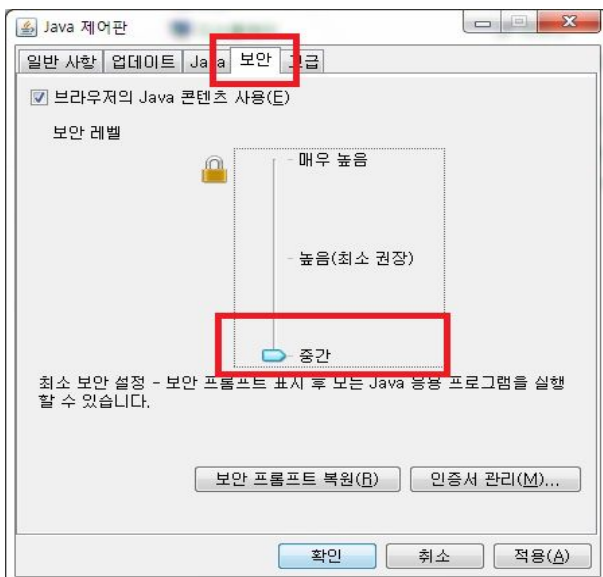 Java 제어판
일반 사항 업데이트 Java 보안 고급
브라우저의 Java 콘텐츠 사용(E)
보안 레벨
매우 높음
높음(최소 권장)
중간
최소 보안 설정 - 보안 프롬프트 표시 후 모든 Java 응용 프로그램을 실행
할 수 있습니다.
보안 프롬프트 복원(R) 인증서 관리(M)...
확인 취소 적용(A)